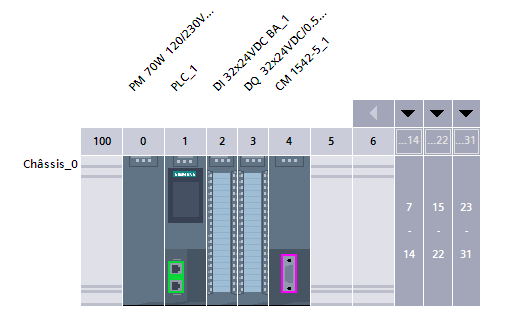 PM 70W 120/230V...
PLC_1
DI 32x24VDC BA_1
DQ 32x24VDC/0.5...
CM 1542-5_1
100 0 1 2 3 4 5 6 ...14 ...22 ...31
Châssis_0
SIEMENS
7 15 23
- - -
14 22 31